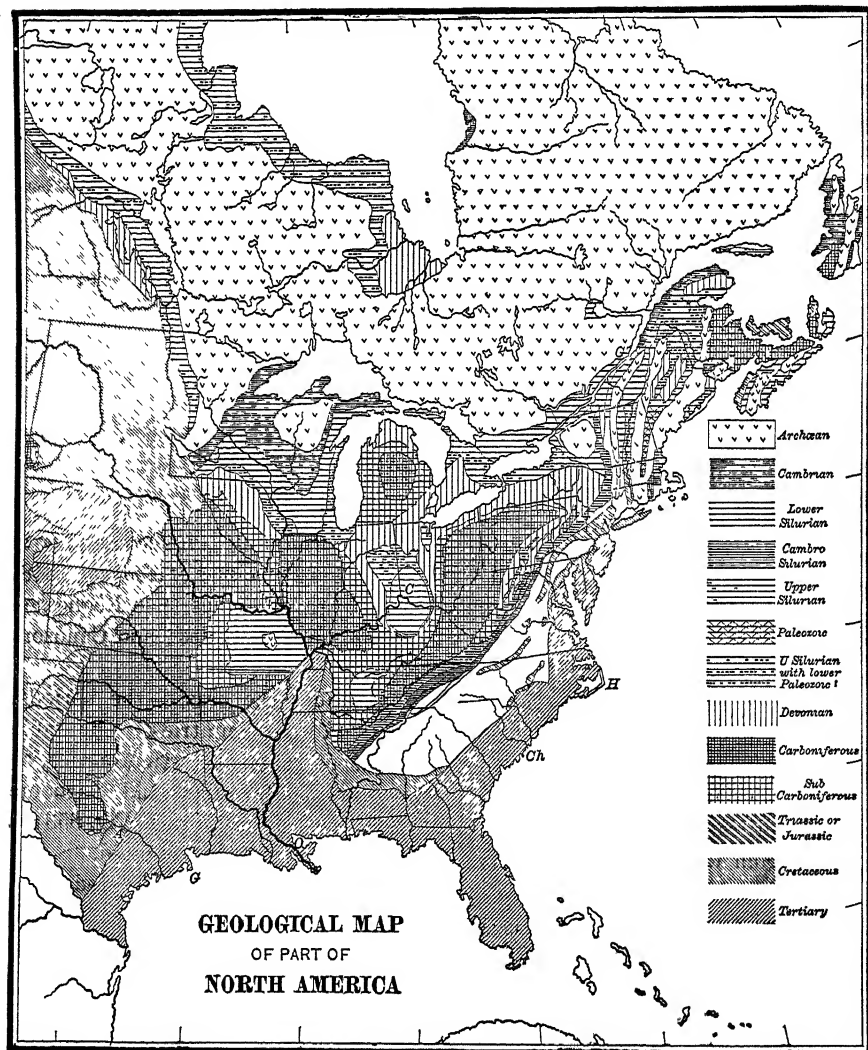 Archæan
Cambrian
Lower
Silurian
Cambro
Silurian
Upper
Silurian
Paleozoic
U Silurian
with lower
Paleozoic
Devonian
Carboniferous
Sub
Carboniferous
Triassic or
Jurassic
Cretaceous
Tertiary
H
Ch
C
O
G
GEOLOGICAL MAP
OF PART OF
NORTH AMERICA